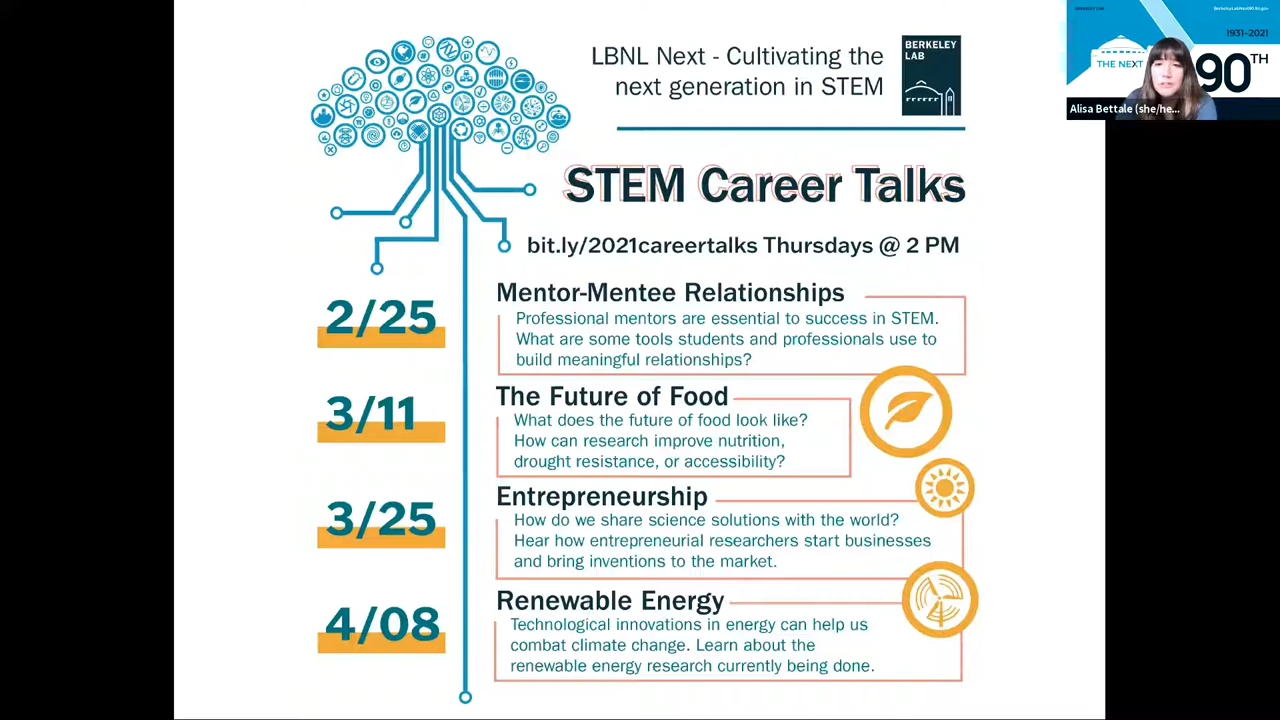 LBNL Next - Cultivating the
next generation in STEM
BERKELEY
LAB
STEM Career Talks
bit.ly/2021careertalks Thursdays @ 2 PM
2/25
Mentor-Mentee Relationships
Professional mentors are essential to success in STEM.
What are some tools students and professionals use to
build meaningful relationships?
3/11
The Future of Food
What does the future of food look like?
How can research improve nutrition,
drought resistance, or accessibility?
3/25
Entrepreneurship
How do we share science solutions with the world?
Hear how entrepreneurial researchers start businesses
and bring inventions to the market.
4/08
Renewable Energy
Technological innovations in energy can help us
combat climate change. Learn about the
renewable energy research currently being done.
BERKELEY LAB
1931-2021
THE NEXT
90TH
Alisa Bettale (she/he...